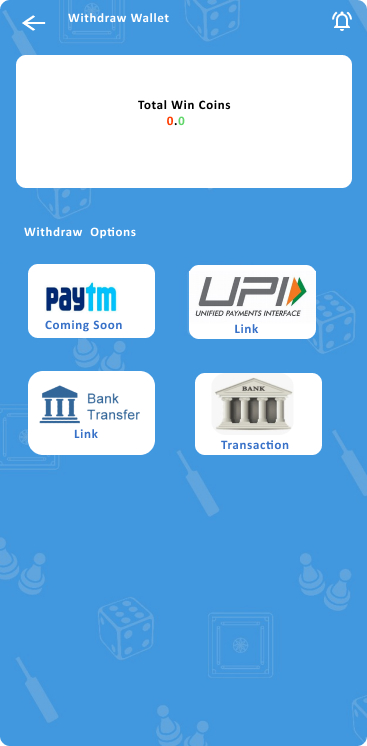 Withdraw Wallet
Total Win Coins
0.0
Withdraw Options
paytm
Coming Soon
UPI
UNIFIED PAYMENTS INTERFACE
Link
Bank
Transfer
Link
BANK
Transaction